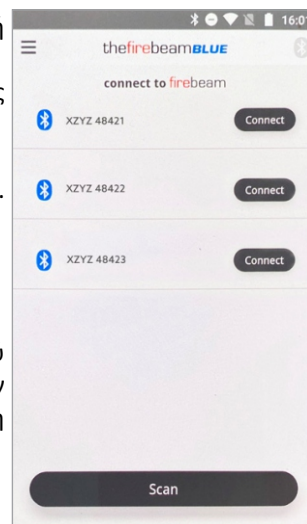 16:01
thefirebeamBLUE
connect to firebeam
XZYZ 48421 Connect
XZYZ 48422 Connect
XZYZ 48423 Connect
Scan